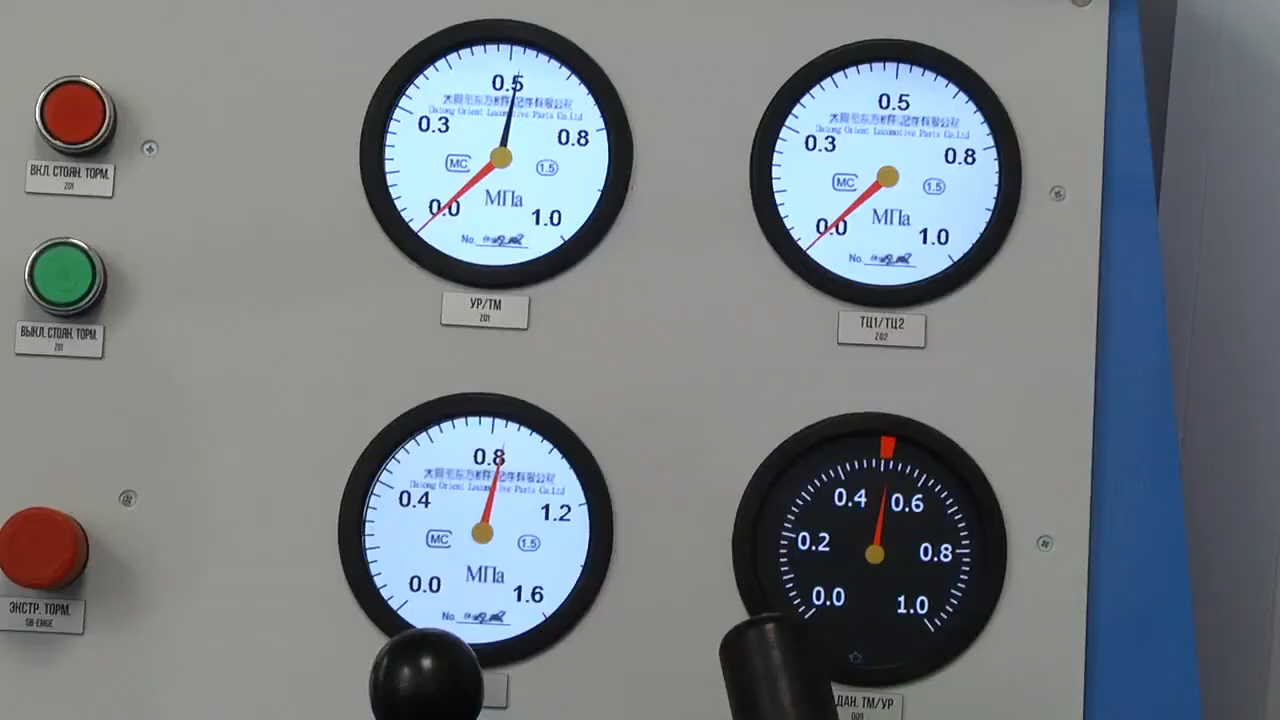 ВКЛ. СТОЯН. ТОРМ.
Z01
ВЫКЛ. СТОЯН. ТОРМ.
Z01
ЭКСТР. ТОРМ.
SB-EMGE
0.5
Datong Orient Locomotive Parts Co.Ltd
0.3
0.8
MC
1.5
МПа
0.0
1.0
No.
УР/ТМ
Z01
0.5
Datong Orient Locomotive Parts Co.Ltd
0.3
0.8
MC
1.5
МПа
0.0
1.0
No.
ТЦ1/ТЦ2
Z02
0.8
Datong Orient Locomotive Parts Co.Ltd
0.4
1.2
MC
1.5
МПа
0.0
1.6
No.
0.4
0.6
0.2
0.8
0.0
1.0
ДАН. ТМ/УР